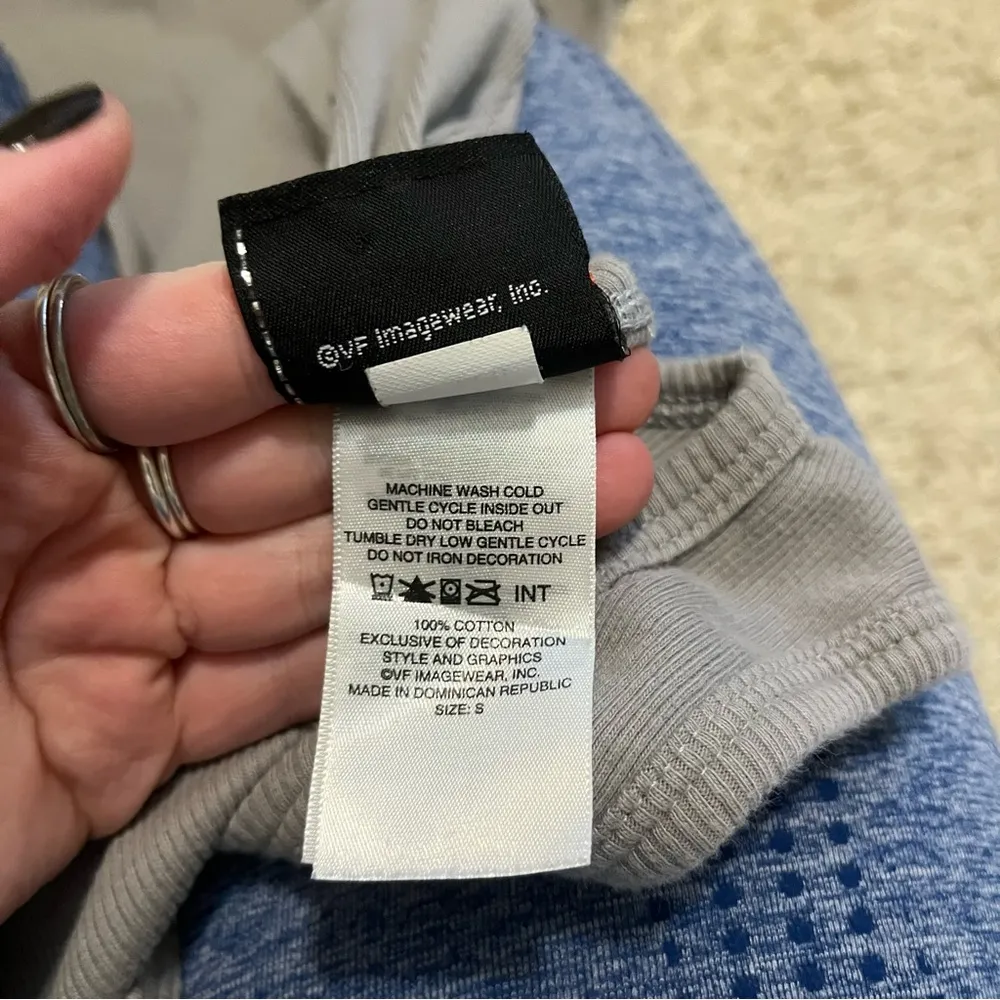 ©VF Imagewear, Inc.
MACHINE WASH COLD
GENTLE CYCLE INSIDE OUT
DO NOT BLEACH
TUMBLE DRY LOW GENTLE CYCLE
DO NOT IRON DECORATION
INT
100% COTTON
EXCLUSIVE OF DECORATION
STYLE AND GRAPHICS
©VF IMAGEWEAR, INC.
MADE IN DOMINICAN REPUBLIC
SIZE: S